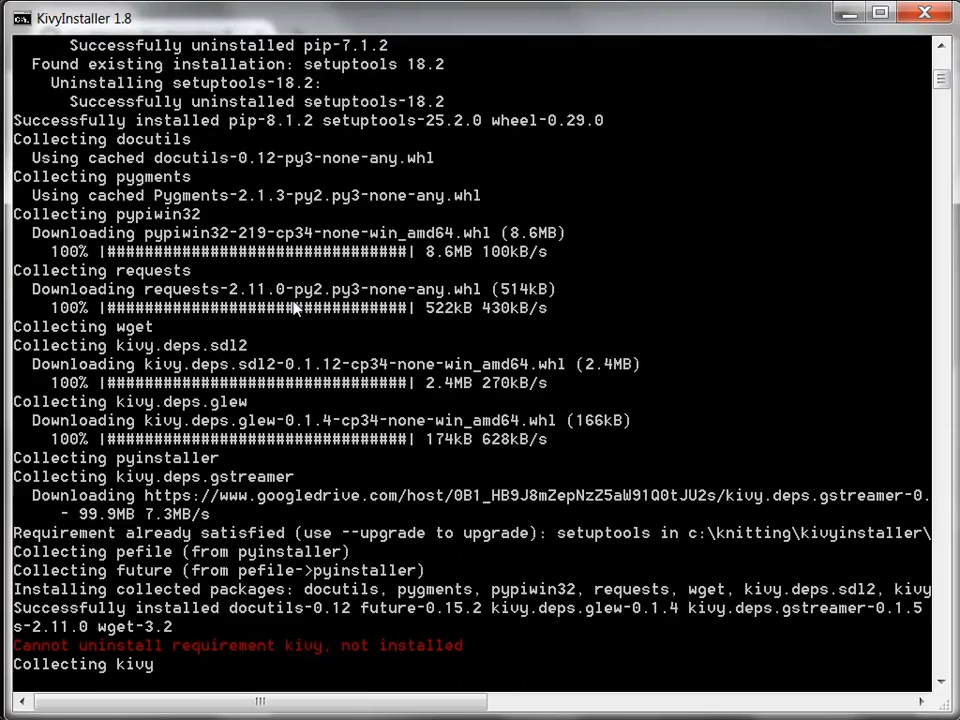 KivyInstaller 1.8
Successfully uninstalled pip-7.1.2
Found existing installation: setuptools 18.2
Uninstalling setuptools-18.2:
Successfully uninstalled setuptools-18.2
Successfully installed pip-8.1.2 setuptools-25.2.0 wheel-0.29.0
Collecting docutils
Using cached docutils-0.12-py3-none-any.whl
Collecting pygments
Using cached Pygments-2.1.3-py2.py3-none-any.whl
Collecting pypiwin32
Downloading pypiwin32-219-cp34-none-win_amd64.whl (8.6MB)
100% |################################| 8.6MB 100kB/s
Collecting requests
Downloading requests-2.11.0-py2.py3-none-any.whl (514kB)
100% |################################| 522kB 430kB/s
Collecting wget
Collecting kivy.deps.sdl2
Downloading kivy.deps.sdl2-0.1.12-cp34-none-win_amd64.whl (2.4MB)
100% |################################| 2.4MB 270kB/s
Collecting kivy.deps.glew
Downloading kivy.deps.glew-0.1.4-cp34-none-win_amd64.whl (166kB)
100% |################################| 174kB 628kB/s
Collecting pyinstaller
Collecting kivy.deps.gstreamer
Downloading https://www.googledrive.com/host/0B1_HB9J8mZepNzZ5aW91Q0tJU2s/kivy.deps.gstreamer-0.
- 99.9MB 7.3MB/s
Requirement already satisfied (use --upgrade to upgrade): setuptools in c:\knitting\kivyinstaller\
Collecting pefile (from pyinstaller)
Collecting future (from pefile->pyinstaller)
Installing collected packages: docutils, pygments, pypiwin32, requests, wget, kivy.deps.sdl2, kivy
Successfully installed docutils-0.12 future-0.15.2 kivy.deps.glew-0.1.4 kivy.deps.gstreamer-0.1.5
s-2.11.0 wget-3.2
Cannot uninstall requirement kivy, not installed
Collecting kivy